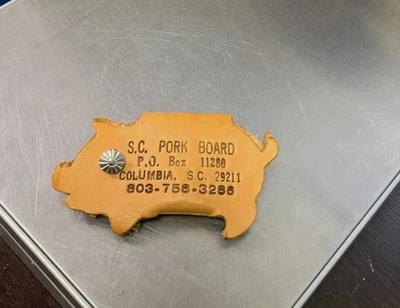 S.C. PORK BOARD
P.O. Box 11280
COLUMBIA, S.C. 29211
803-756-3286